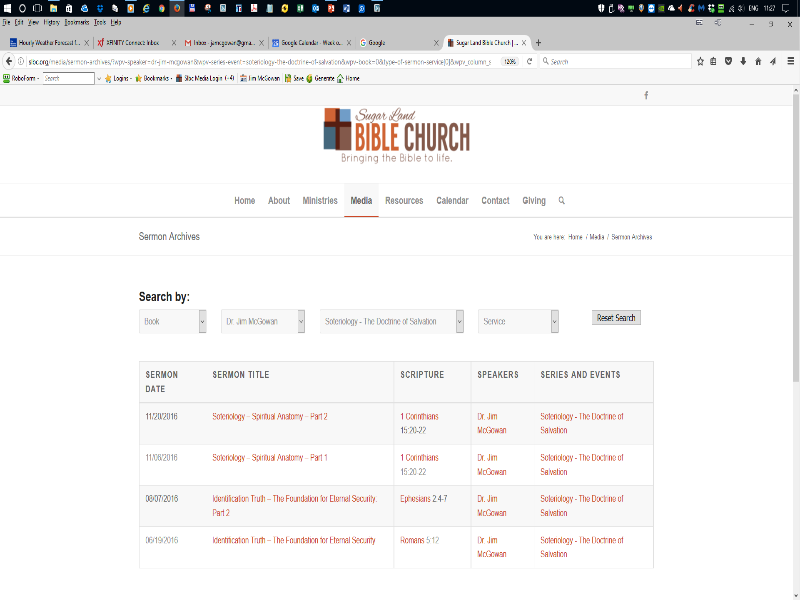 ENG 11:27
File Edit View History Bookmarks Tools Help
Hourly Weather Forecast f... XFINITY Connect: Inbox Inbox - jamcgowan@gma... Google Calendar - Week o... Google Sugar Land Bible Church | ...
slbc.org/media/sermon-archives/?wpv-speaker=dr-jim-mcgowan&wpv-series-event=soteriology-the-doctrine-of-salvation&wpv-book=0&type-of-sermon-service[0]&wpv_column_s 120% Search
RoboForm Search Logins Bookmarks Slbc Media Login (~4) Jim McGowan Save Generate Home
Sugar Land
BIBLE CHURCH
Bringing the Bible to life.
Home About Ministries Media Resources Calendar Contact Giving
Sermon Archives You are here: Home / Media / Sermon Archives
Search by:
Book Dr. Jim McGowan Soteriology - The Doctrine of Salvation Service Reset Search
SERMON DATE SERMON TITLE SCRIPTURE SPEAKERS SERIES AND EVENTS
11/20/2016 Soteriology – Spiritual Anatomy – Part 2 1 Corinthians 15:20-22 Dr. Jim McGowan Soteriology - The Doctrine of Salvation
11/06/2016 Soteriology – Spiritual Anatomy – Part 1 1 Corinthians 15:20-22 Dr. Jim McGowan Soteriology - The Doctrine of Salvation
08/07/2016 Identification Truth – The Foundation for Eternal Security: Part 2 Ephesians 2:4-7 Dr. Jim McGowan Soteriology - The Doctrine of Salvation
06/19/2016 Identification Truth – The Foundation for Eternal Security Romans 5:12 Dr. Jim McGowan Soteriology - The Doctrine of Salvation